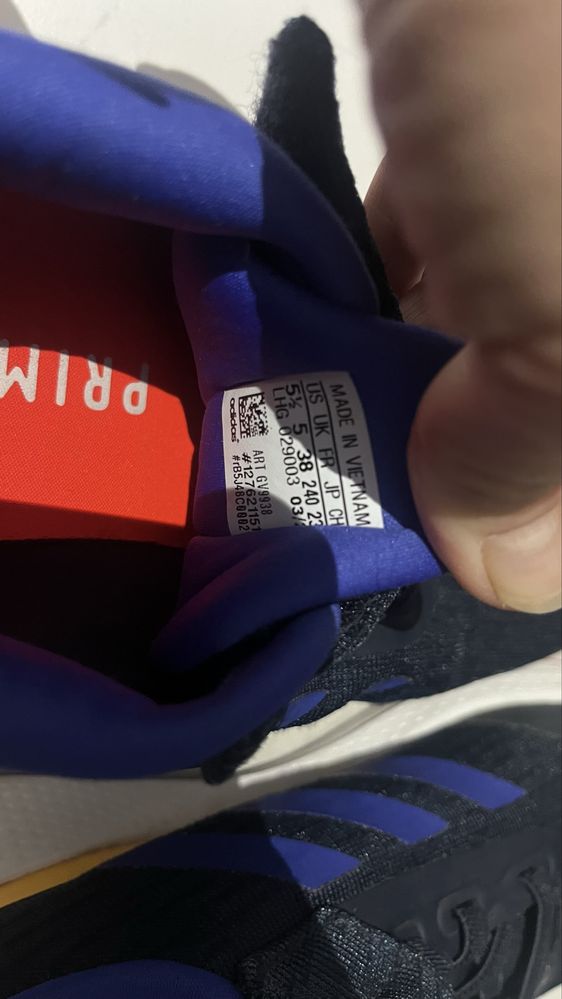 MADE IN VIETNAM
US UK FR JP CH
5½ 5 38 240 23
LHG 029003 03/
ART GV9938
#127621151
adidas
PRIM